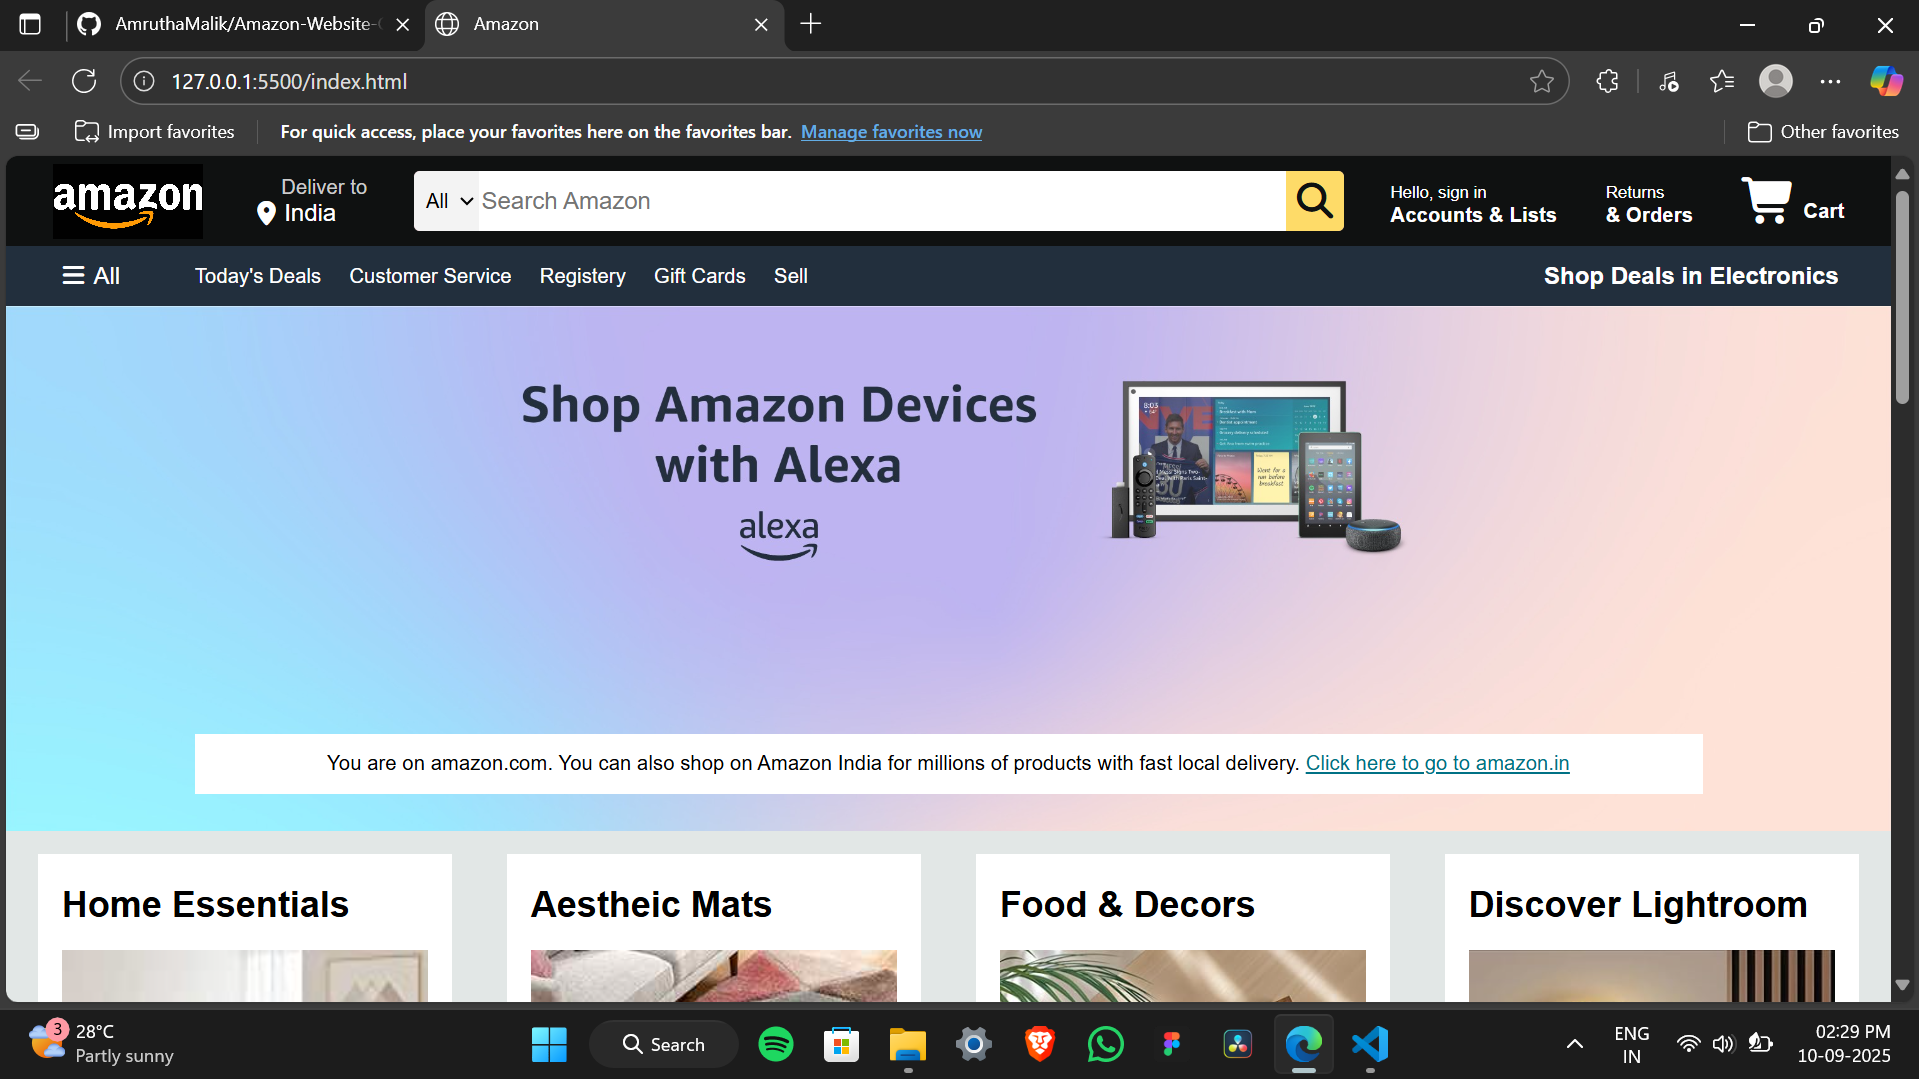 AmruthaMalik/Amazon-Website-
Amazon
127.0.0.1:5500/index.html
Import favorites
For quick access, place your favorites here on the favorites bar. Manage favorites now
Other favorites
amazon
Deliver to
India
All
Search Amazon
Hello, sign in
Accounts & Lists
Returns
& Orders
Cart
All
Today's Deals
Customer Service
Registery
Gift Cards
Sell
Shop Deals in Electronics
Shop Amazon Devices
with Alexa
alexa
8:03
You are on amazon.com. You can also shop on Amazon India for millions of products with fast local delivery. Click here to go to amazon.in
Home Essentials
Aestheic Mats
Food & Decors
Discover Lightroom
3
28°C
Partly sunny
Search
ENG
IN
02:29 PM
10-09-2025